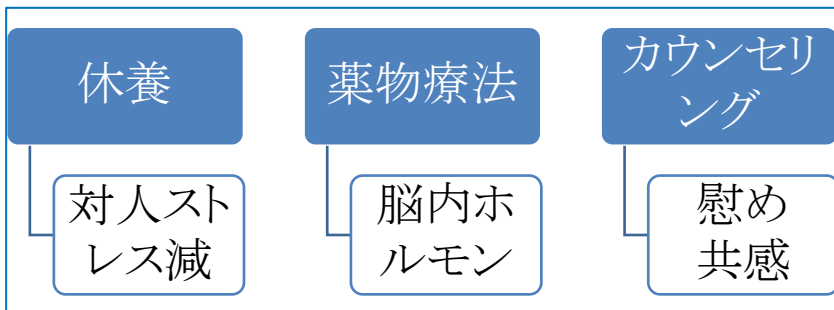 休養
対人スト
レス減
薬物療法
脳内ホ
ルモン
カウンセリ
ング
慰め
共感